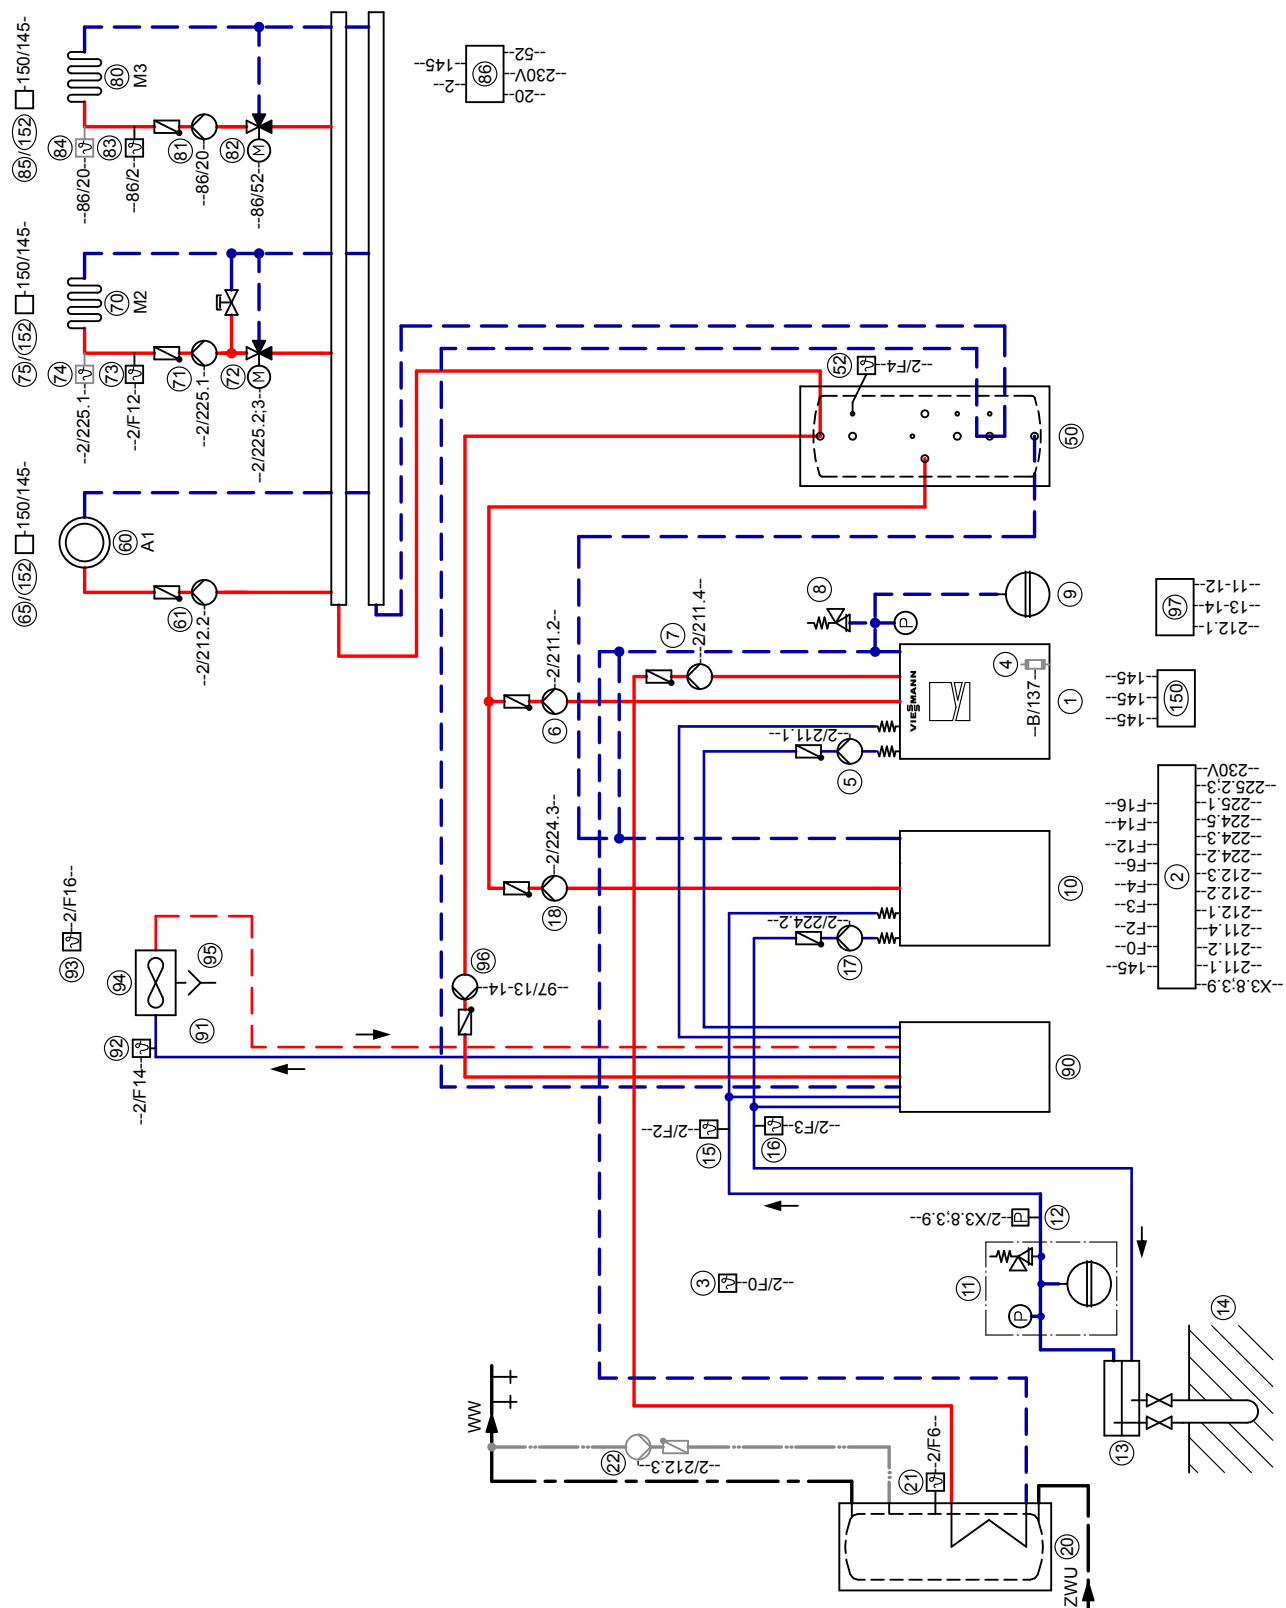 85/152 150/145-
84
--86/20--
83
--86/2--
81
--86/20--
82
M
--86/52--
80
M3
86
--52--
--230V--
--20--
--145--
--2--
75/152 150/145-
74
--2/225.1--
73
--2/F12--
71
--2/225.1--
72
M
--2/225.2;3--
70
M2
65/152 150/145-
60
A1
61
--2/212.2--
52
--2/F4--
50
8
P
9
7
--2/211.4--
6
--2/211.2--
5
--2/211.1--
VIESMANN
4
--B/137--
1
97
--11-12--
--13-14--
--212.1--
150
--145--
--145--
--145--
18
--2/224.3--
17
--2/224.2--
10
2
--F16--
--F14--
--F12--
--F6--
--F4--
--F3--
--F2--
--F0--
--145--
--230V--
--225.2;3--
--225.1--
--224.5--
--224.3--
--224.2--
--212.3--
--212.2--
--212.1--
--211.4--
--211.2--
--211.1--
--X3.8;3.9--
93
--2/F16--
94
95
92
--2/F14--
91
96
--97/13-14--
90
15
--2/F2--
16
--2/F3--
12
P
--2/X3.8;3.9--
11
P
13
14
3
--2/F0--
WW
22
--2/212.3--
21
--2/F6--
20
ZWU